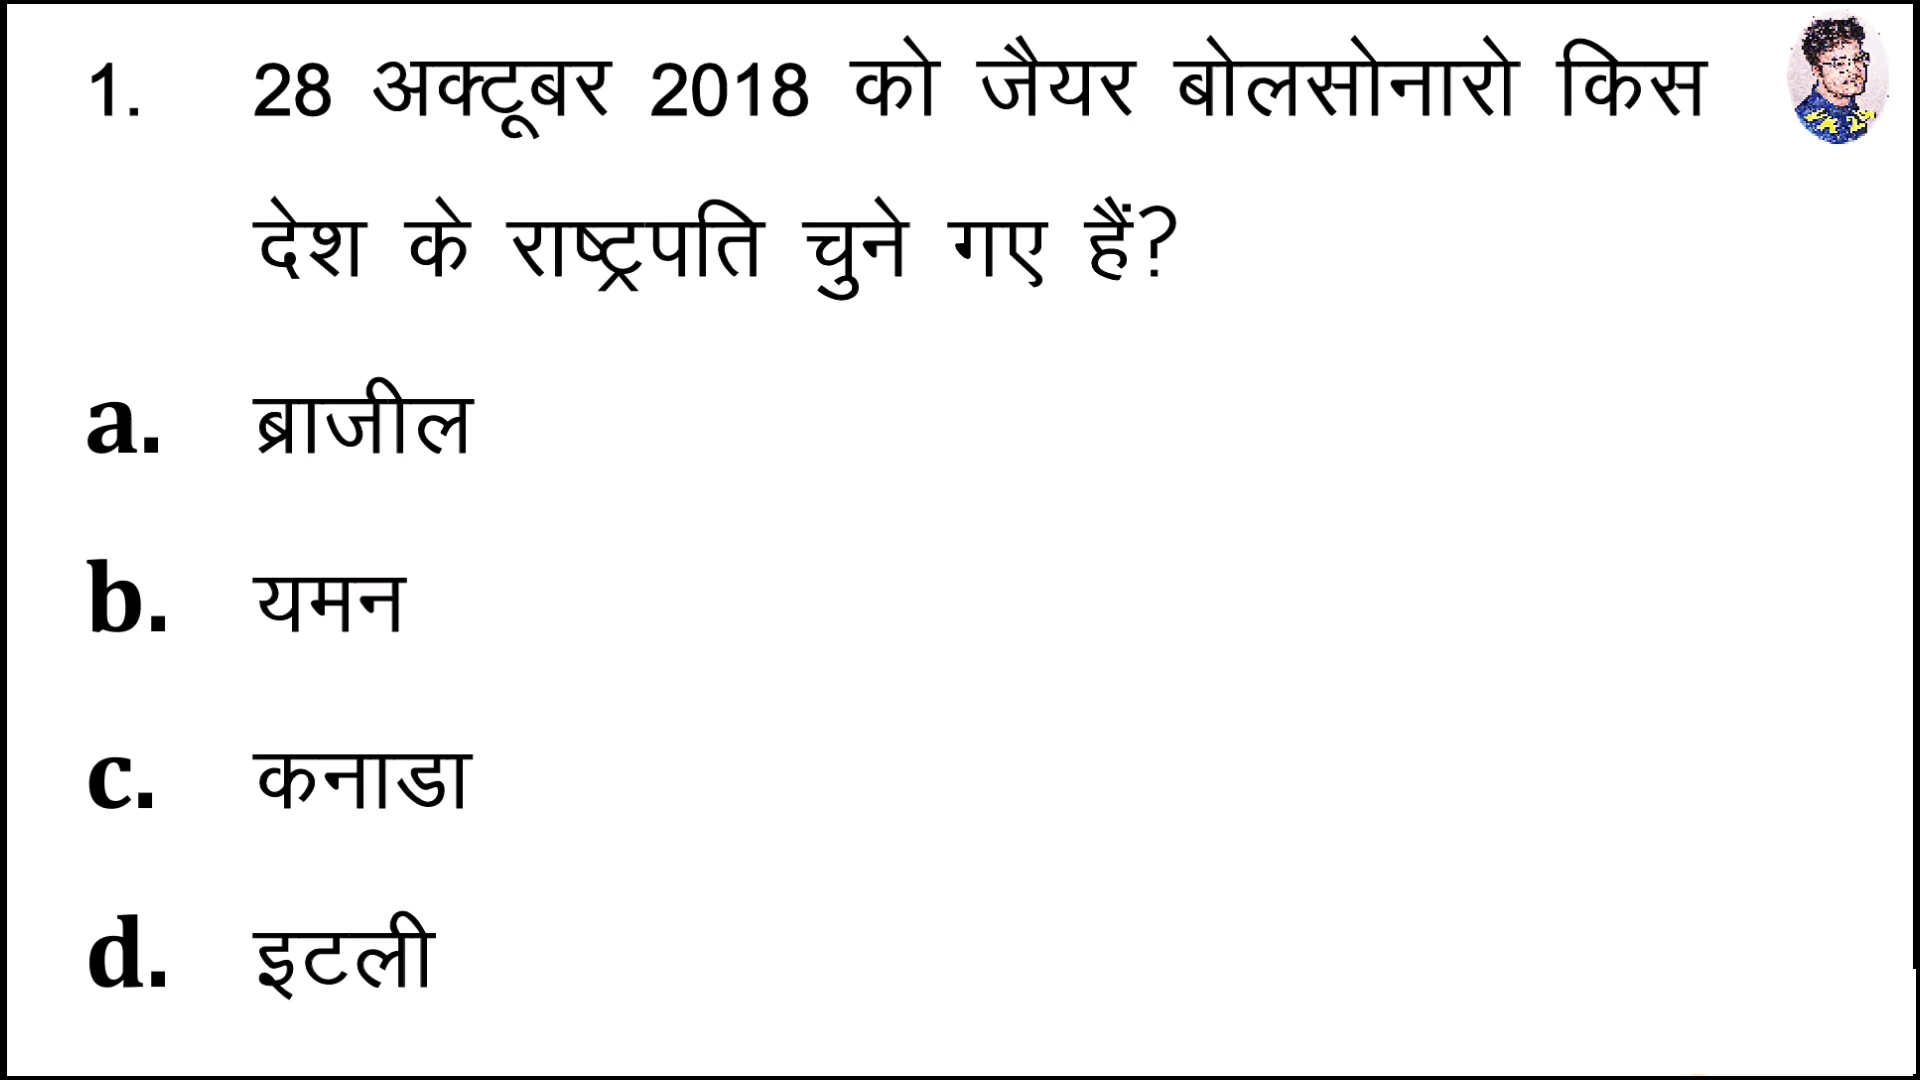 1. 28 अक्टूबर 2018 को जैयर बोलसोनारो किस
देश के राष्ट्रपति चुने गए हैं?
a. ब्राजील
b. यमन
c. कनाडा
d. इटली